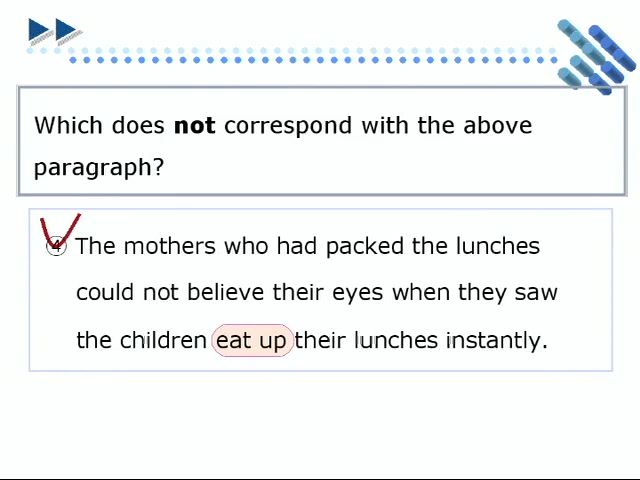 Which does not correspond with the above
paragraph?
④ The mothers who had packed the lunches
could not believe their eyes when they saw
the children eat up their lunches instantly.